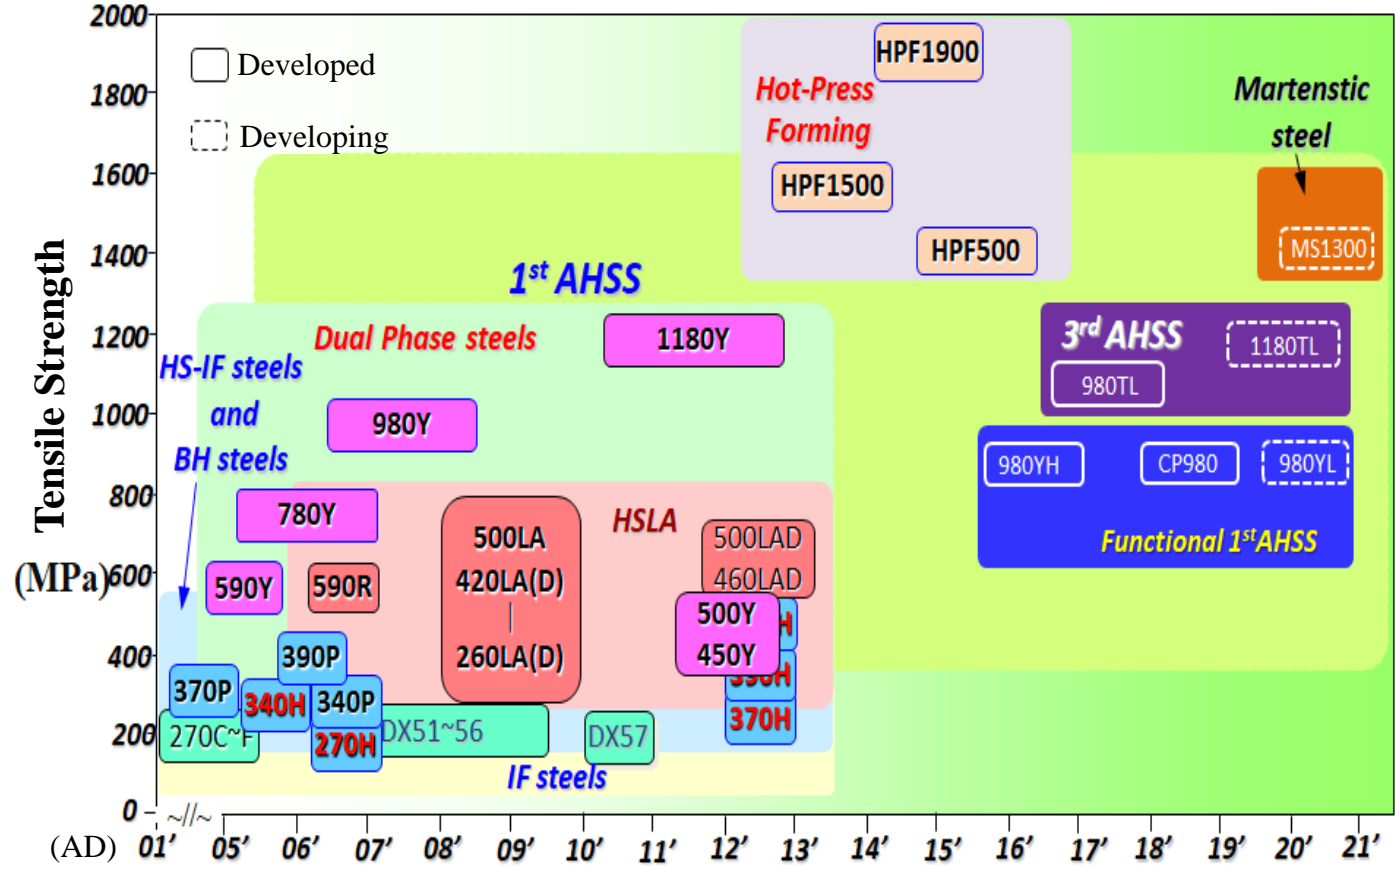 2000
1800
1600
1400
1200
1000
800
600
400
200
0
Tensile Strength
(MPa)
Developed
Developing
HPF1900
Hot-Press
Forming
HPF1500
HPF500
Martenstic
steel
MS1300
1st AHSS
Dual Phase steels
1180Y
HS-IF steels
and
BH steels
980Y
3rd AHSS
1180TL
980TL
980YH
CP980
980YL
Functional 1stAHSS
780Y
HSLA
500LA
420LA(D)
260LA(D)
500LAD
460LAD
590Y
590R
500Y
450Y
H
390P
370P
340H
340P
390H
370H
270C~F
270H
DX51~56
DX57
IF steels
~//~
(AD)
01’ 05’ 06’ 07’ 08’ 09’ 10’ 11’ 12’ 13’ 14’ 15’ 16’ 17’ 18’ 19’ 20’ 21’